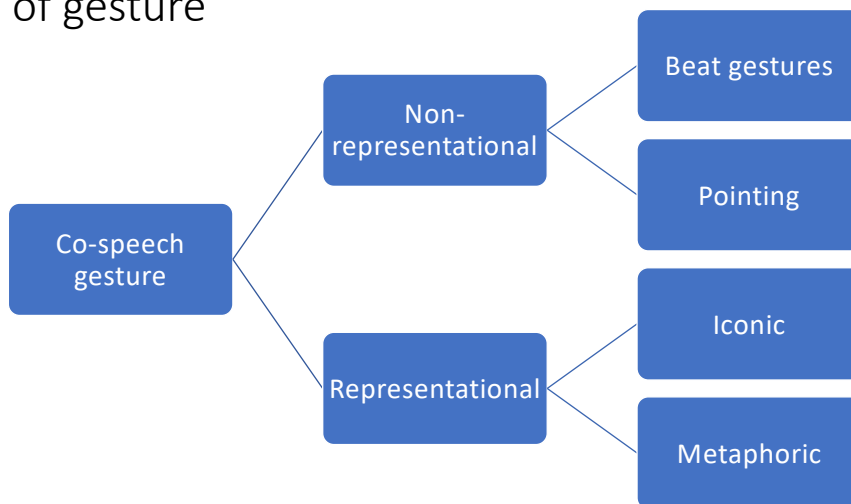 of gesture
Co-speech
gesture
Non-
representational
Representational
Beat gestures
Pointing
Iconic
Metaphoric